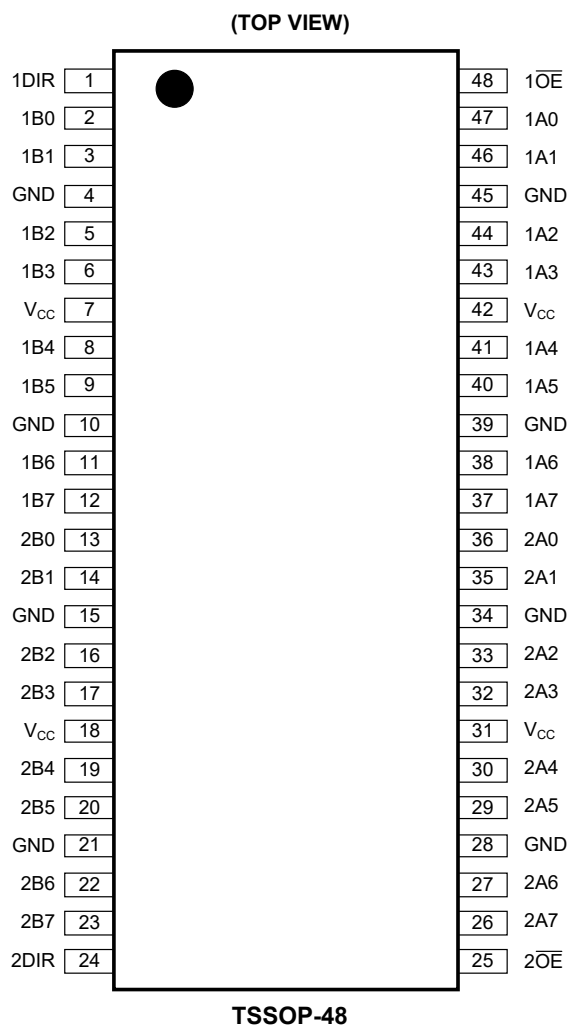 (TOP VIEW)
1DIR 1 48 1O̅E̅
1B0 2 47 1A0
1B1 3 46 1A1
GND 4 45 GND
1B2 5 44 1A2
1B3 6 43 1A3
VCC 7 42 VCC
1B4 8 41 1A4
1B5 9 40 1A5
GND 10 39 GND
1B6 11 38 1A6
1B7 12 37 1A7
2B0 13 36 2A0
2B1 14 35 2A1
GND 15 34 GND
2B2 16 33 2A2
2B3 17 32 2A3
VCC 18 31 VCC
2B4 19 30 2A4
2B5 20 29 2A5
GND 21 28 GND
2B6 22 27 2A6
2B7 23 26 2A7
2DIR 24 25 2O̅E̅
TSSOP-48